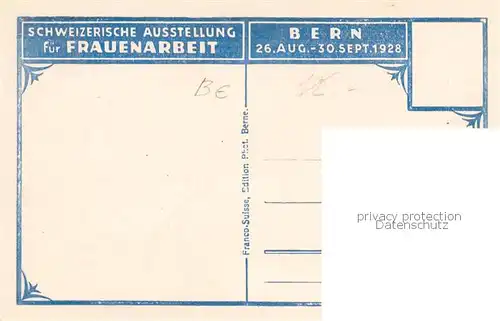 SCHWEIZERISCHE AUSSTELLUNG
für FRAUENARBEIT
BERN
26.AUG.-30.SEPT.1928
BE
Franco-Suisse, Edition Phot. Berne.
privacy protection
Datenschutz